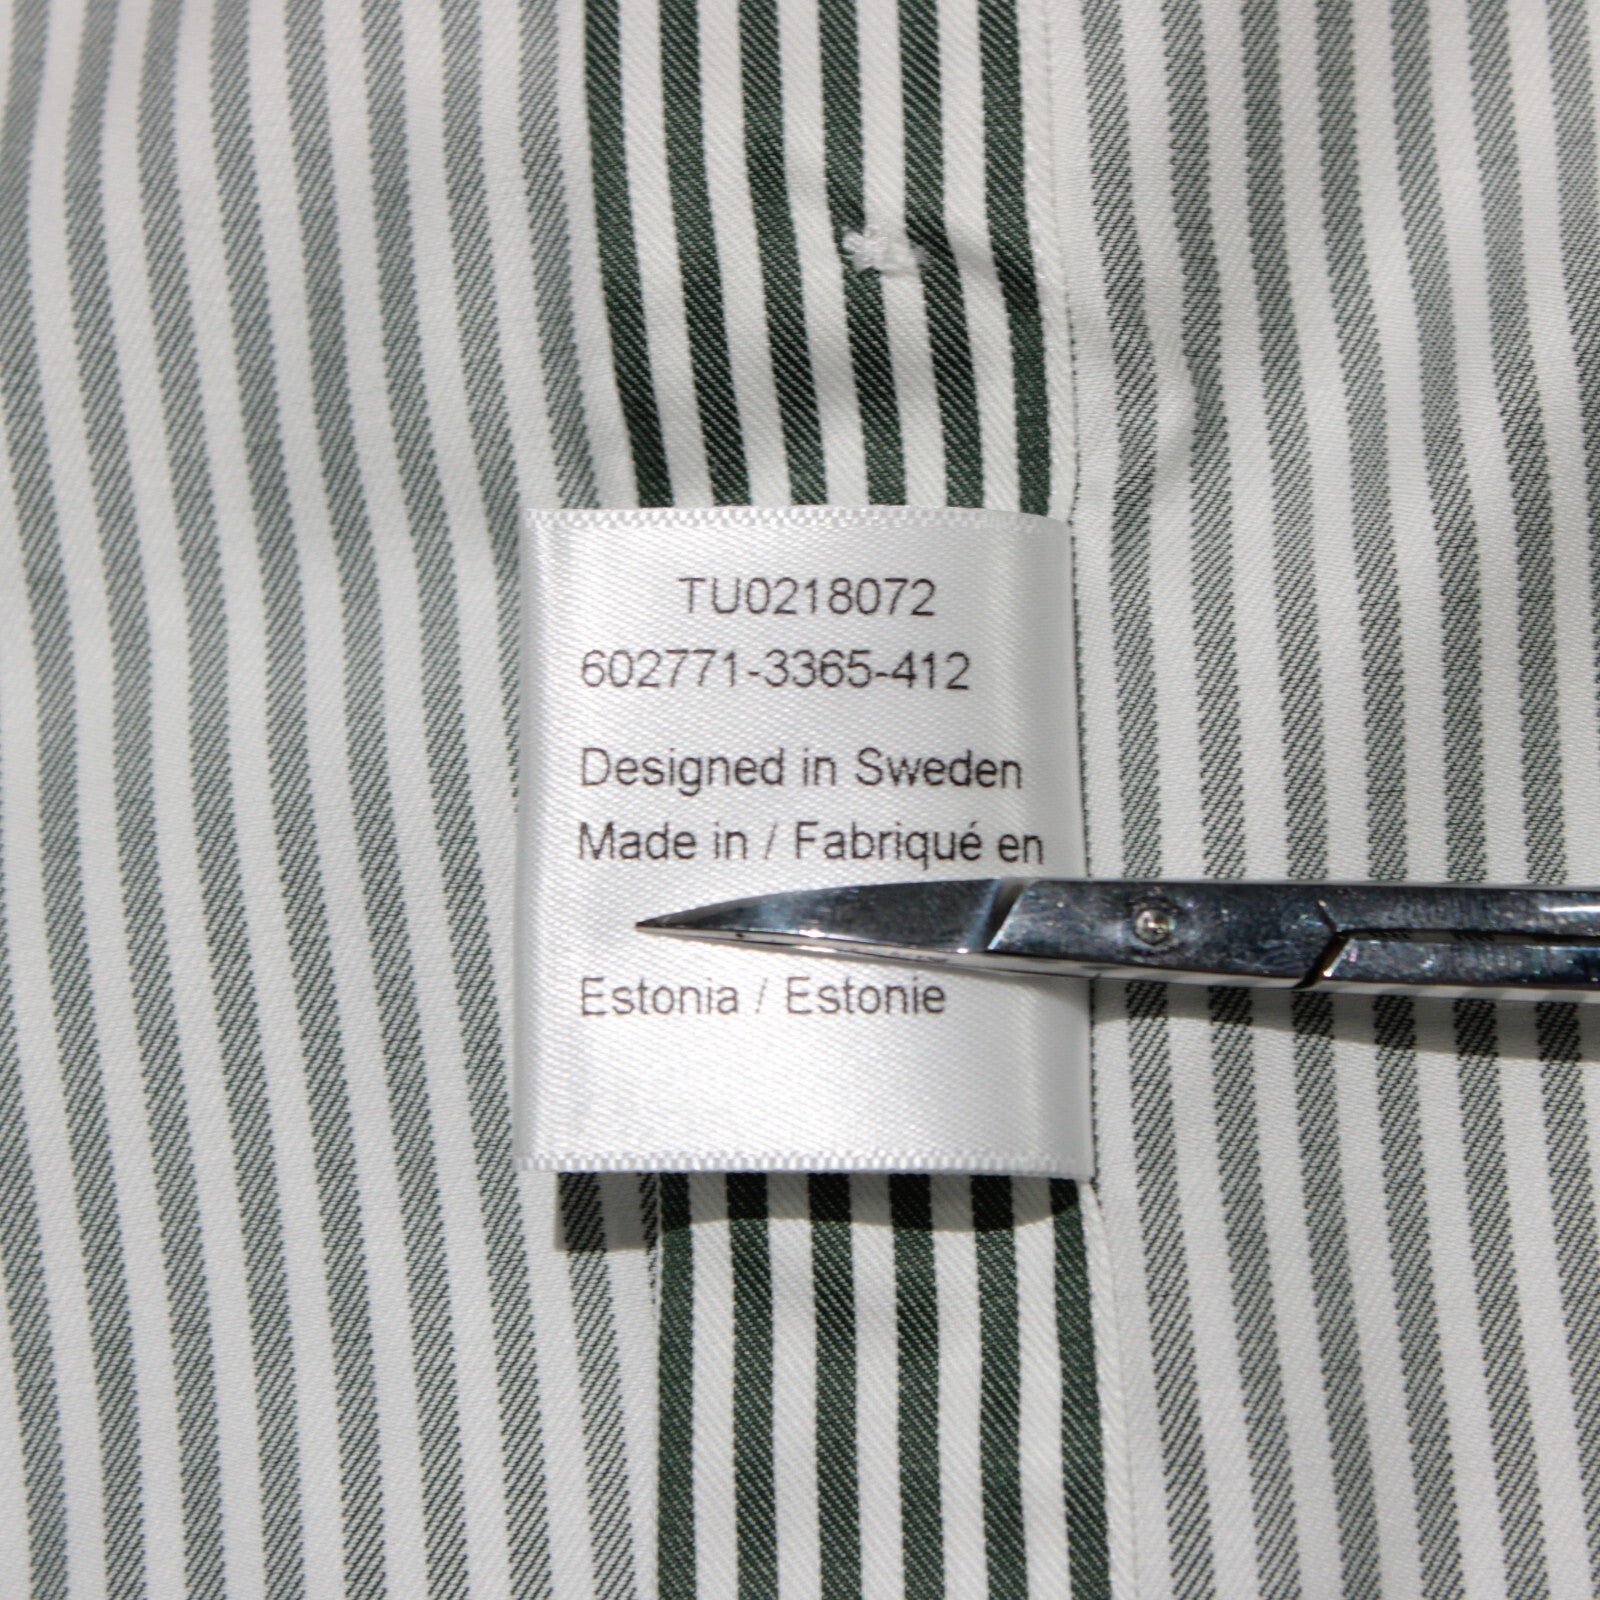 TU0218072
602771-3365-412
Designed in Sweden
Made in / Fabriqué en
Estonia / Estonie